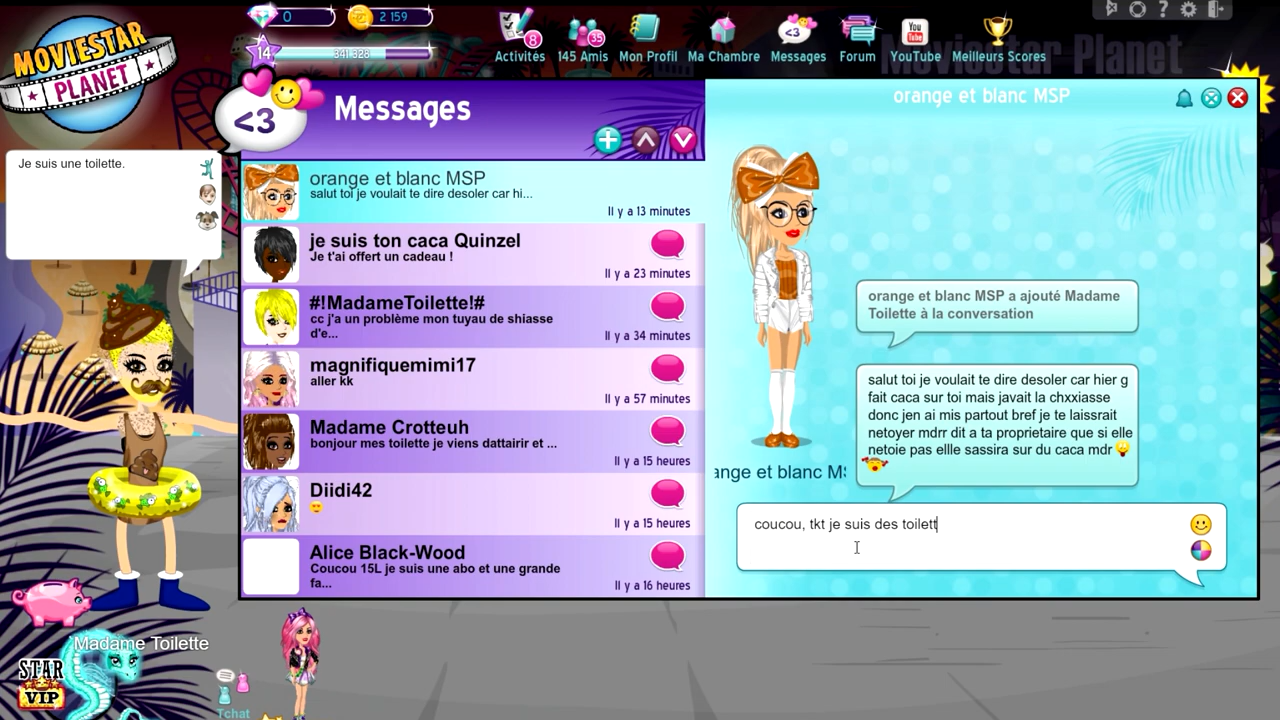 MOVIESTAR
PLANET
0
2 159
14
341 328
8
35
<3
You
Tube
Activités
145 Amis
Mon Profil
Ma Chambre
Messages
Forum
YouTube
Meilleurs Scores
Moviestar Planet
Je suis une toilette.
<3
Messages
orange et blanc MSP
salut toi je voulait te dire desoler car hi...
Il y a 13 minutes
je suis ton caca Quinzel
Je t'ai offert un cadeau !
Il y a 23 minutes
#!MadameToilette!#
cc j'a un problème mon tuyau de shiasse
d'e...
Il y a 34 minutes
magnifiquemimi17
aller kk
Il y a 57 minutes
Madame Crotteuh
bonjour mes toilette je viens dattairir et ...
Il y a 15 heures
Diidi42
Il y a 15 heures
Alice Black-Wood
Coucou 15L je suis une abo et une grande
fa...
Il y a 16 heures
orange et blanc MSP
orange et blanc MSP a ajouté Madame
Toilette à la conversation
salut toi je voulait te dire desoler car hier g
fait caca sur toi mais javait la chxxiasse
donc jen ai mis partout bref je te laissrait
netoyer mdrr dit a ta proprietaire que si elle
netoie pas ellle sassira sur du caca mdr
ange et blanc M
coucou, tkt je suis des toilett
Madame Toilette
STAR
VIP
Tchat